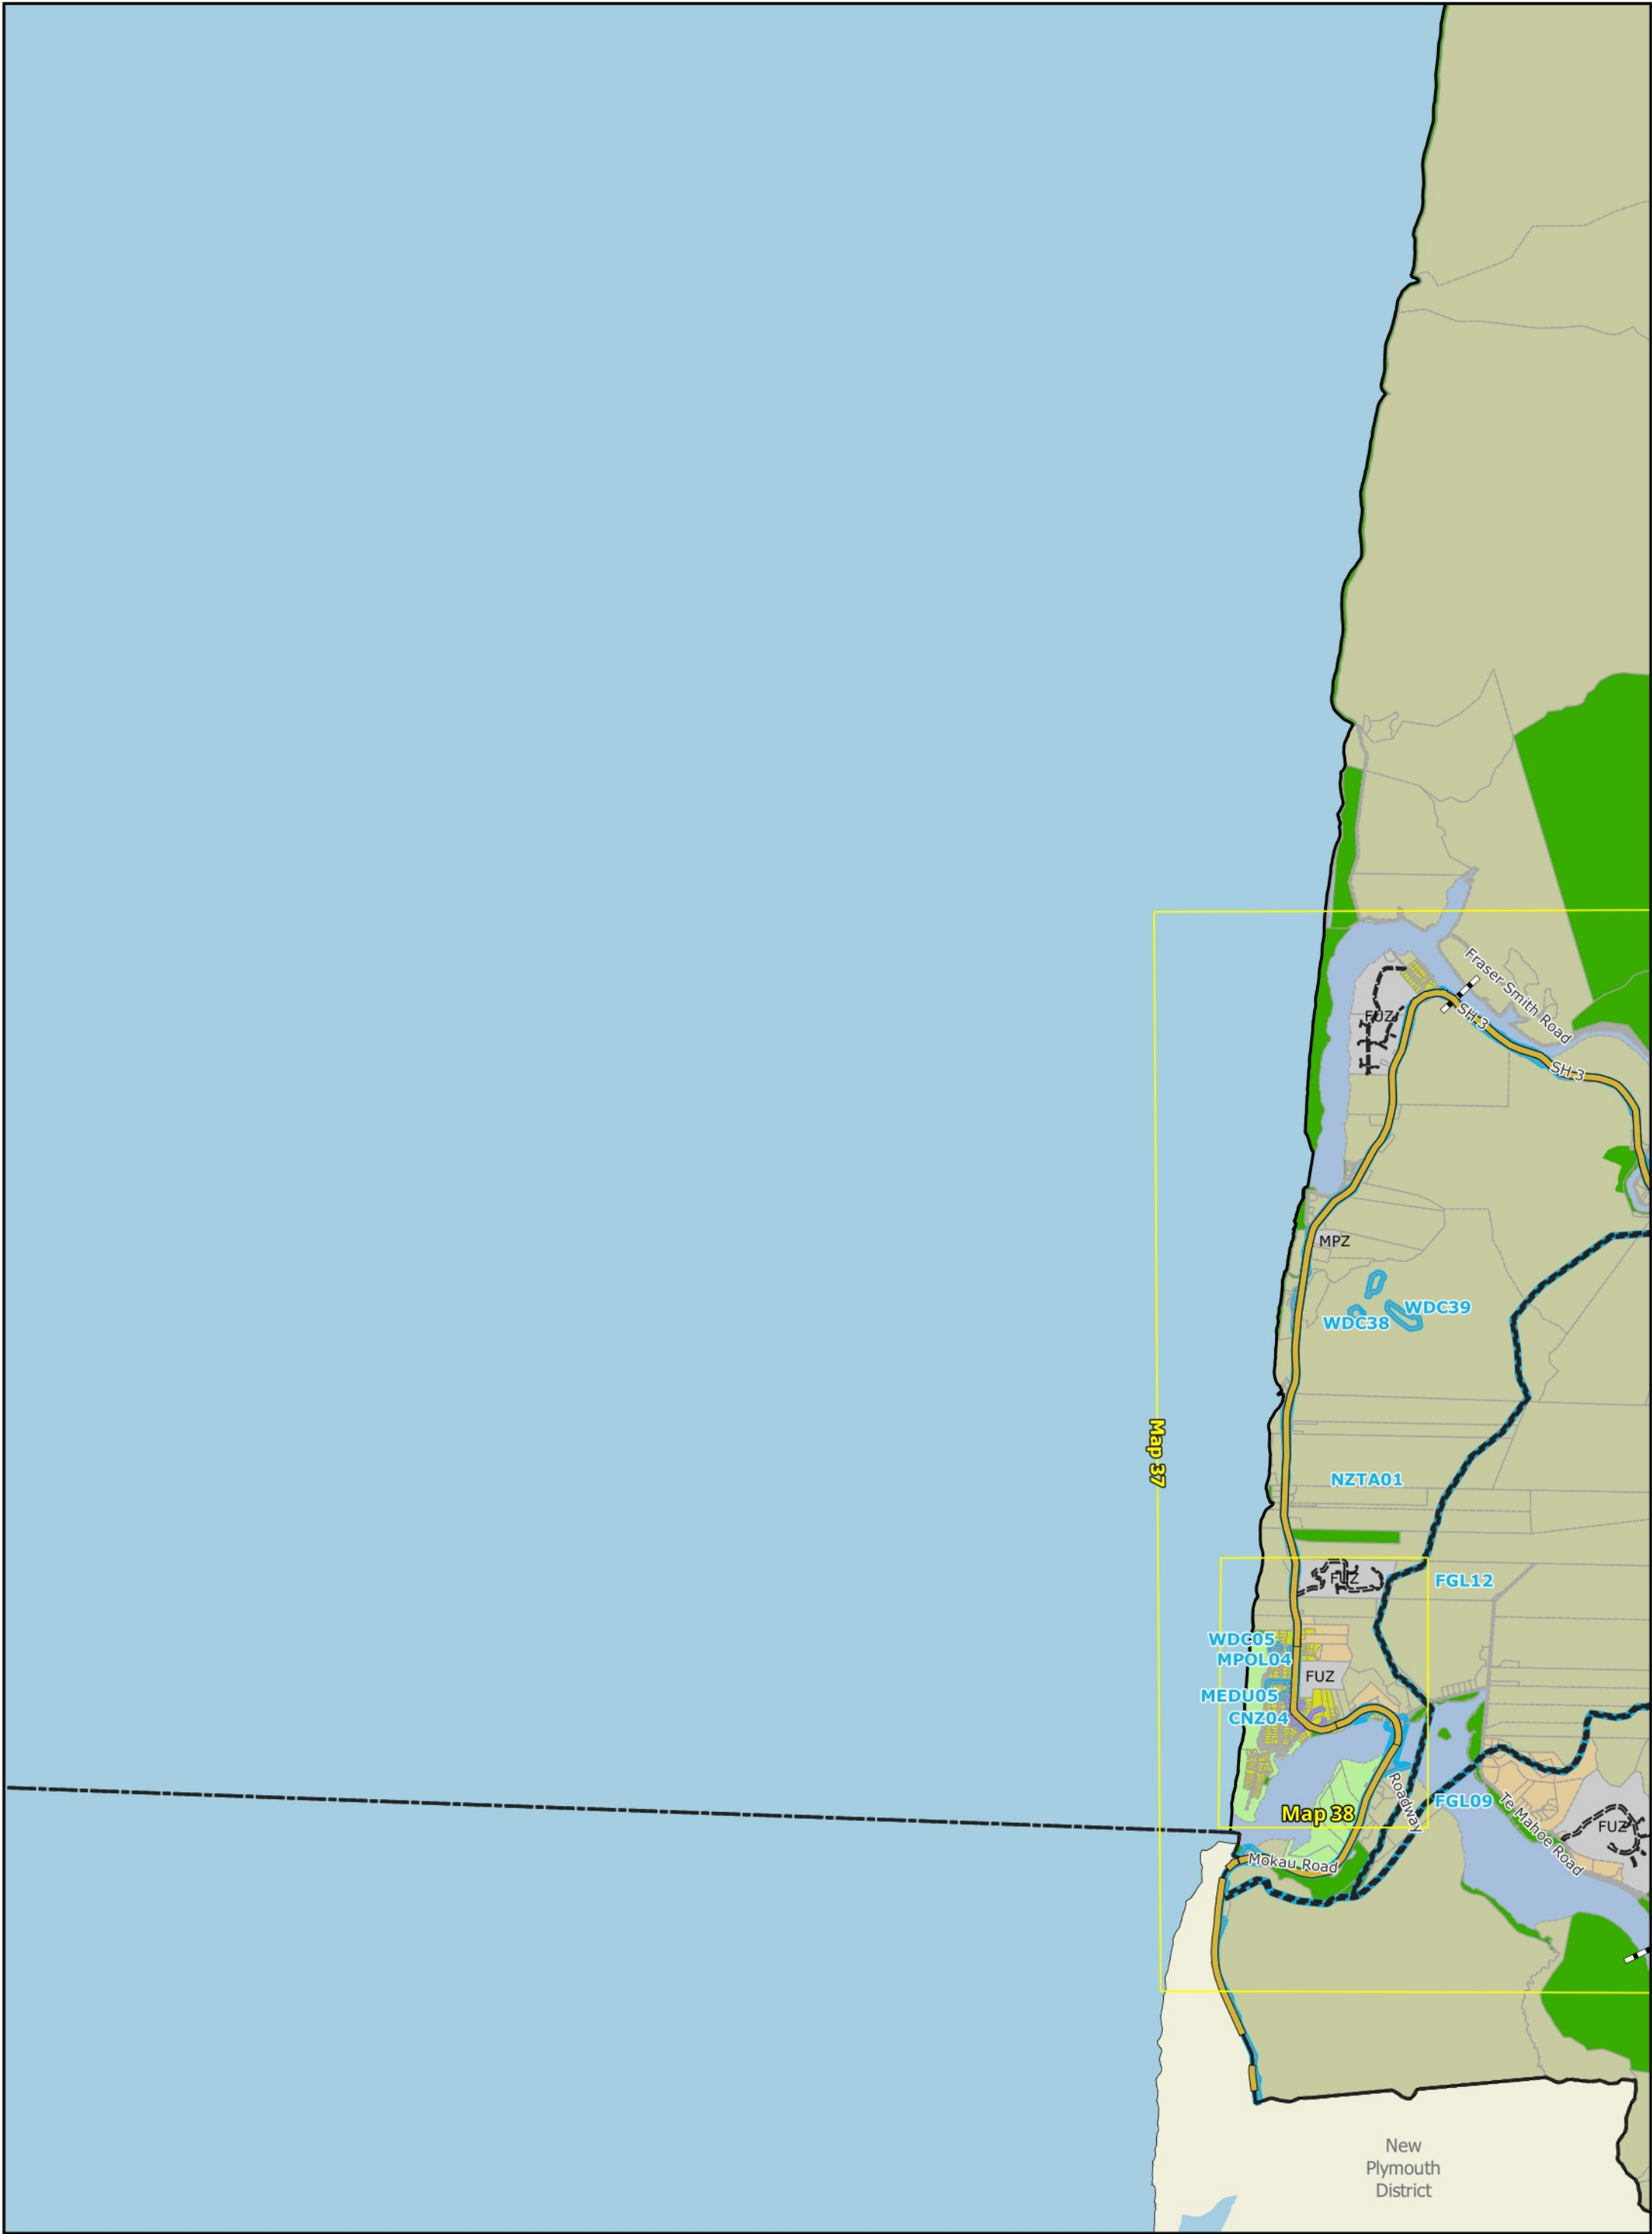 Fraser Smith Road
FUZ
SH 3
SH 3
MPZ
WDC39
WDC38
Map 37
NZTA01
FUZ
FGL12
WDC05
MPOL04
FUZ
MEDU05
CNZ04
Roadway
FGL09
Te Mahoe Road
Map 38
FUZ
Mokau Road
New
Plymouth
District